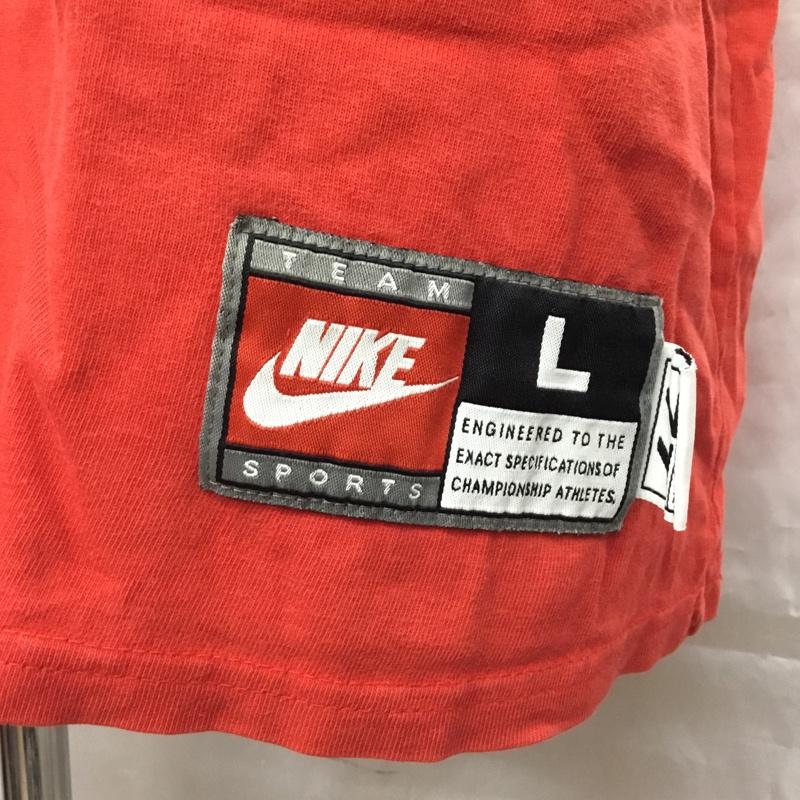 TEAM
NIKE
SPORTS
L
ENGINEERED TO THE
EXACT SPECIFICATIONS OF
CHAMPIONSHIP ATHLETES.